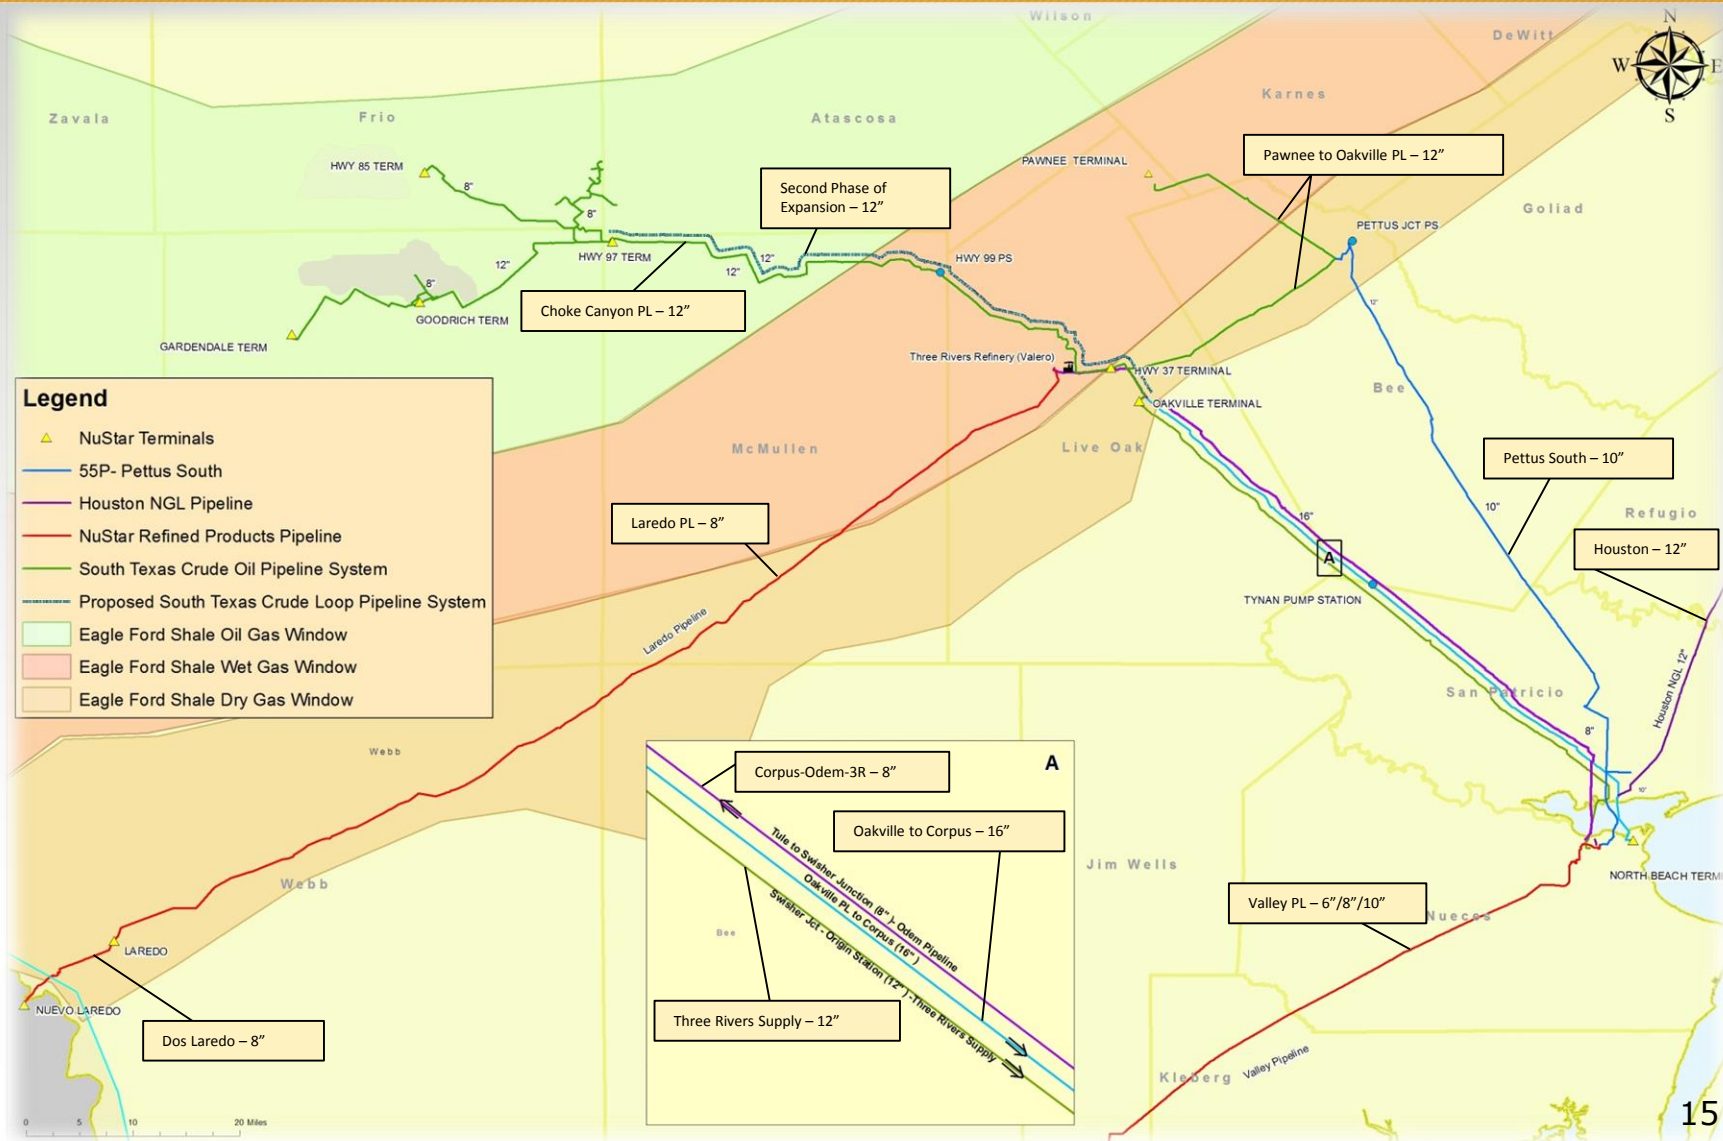 Wilson
DeWitt
N
W
E
S
Zavala
Frio
Atascosa
Karnes
HWY 85 TERM
8"
PAWNEE TERMINAL
Pawnee to Oakville PL – 12”
Second Phase of
Expansion – 12”
Goliad
8"
PETTUS JCT PS
HWY 97 TERM
12"
12"
12"
HWY 99 PS
8"
Choke Canyon PL – 12”
12"
GOODRICH TERM
GARDENDALE TERM
Three Rivers Refinery (Valero)
HWY 37 TERMINAL
OAKVILLE TERMINAL
Bee
McMullen
Live Oak
Legend
NuStar Terminals
55P- Pettus South
Houston NGL Pipeline
NuStar Refined Products Pipeline
South Texas Crude Oil Pipeline System
Proposed South Texas Crude Loop Pipeline System
Eagle Ford Shale Oil Gas Window
Eagle Ford Shale Wet Gas Window
Eagle Ford Shale Dry Gas Window
Pettus South – 10”
10"
Laredo PL – 8”
16"
Refugio
Houston – 12”
A
TYNAN PUMP STATION
Laredo Pipeline
San Patricio
Houston NGL 12"
8"
10"
Webb
Webb
A
Corpus-Odem-3R – 8”
Oakville to Corpus – 16”
Tule to Swisher Junction (8" )- Odem Pipeline
Oakville PL to Corpus (16" )
Swisher Jct - Origin Station (12" ) -Three Rivers Supply
Bee
Three Rivers Supply – 12”
Jim Wells
NORTH BEACH TERMI
Valley PL – 6”/8”/10”
Nueces
LAREDO
NUEVO LAREDO
Dos Laredo – 8”
Kleberg
Valley Pipeline
0 5 10 20 Miles
15